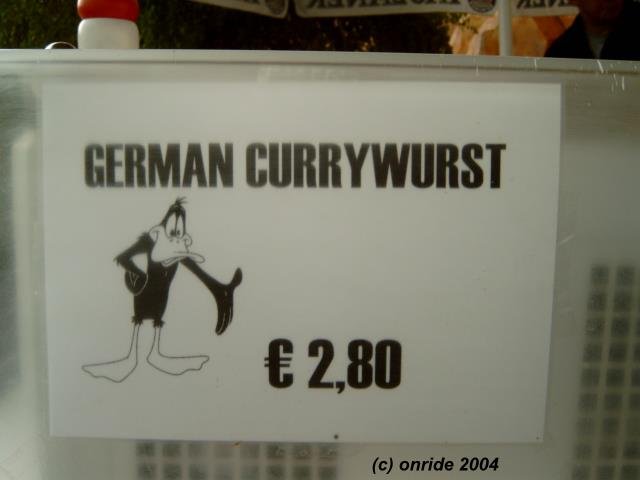 GERMAN CURRYWURST
€ 2,80
(c) onride 2004